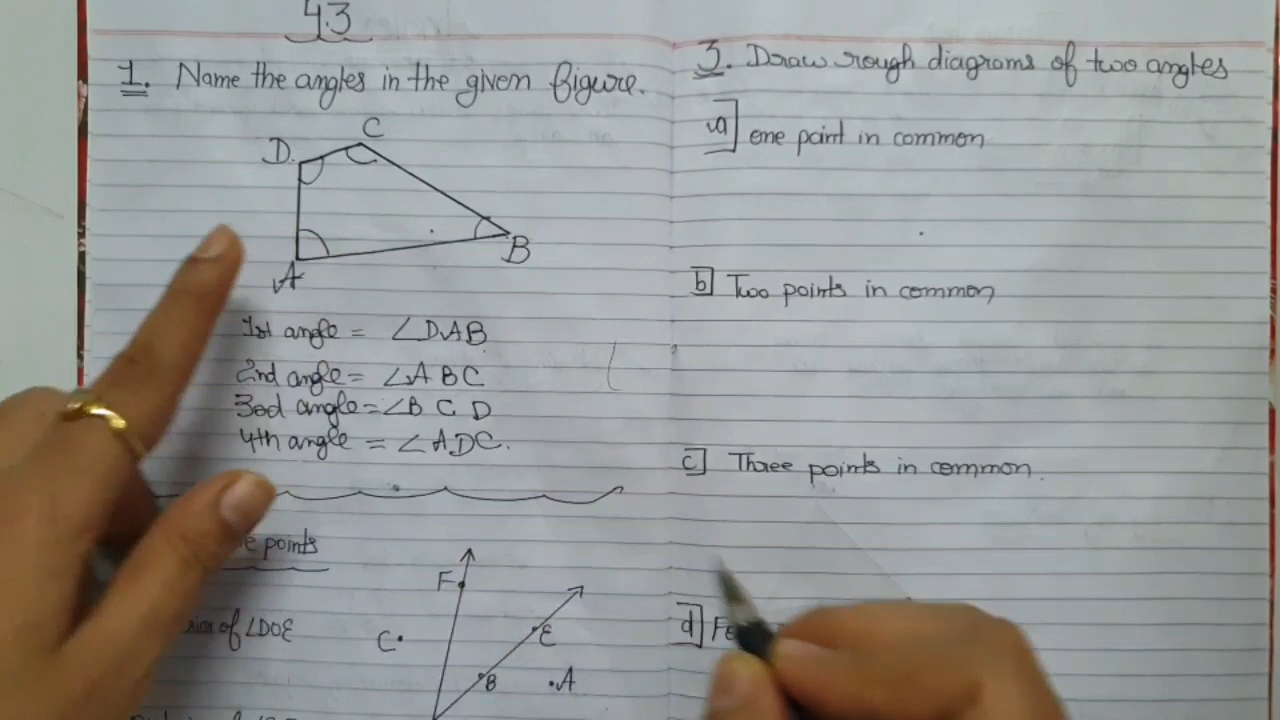 4.3
1. Name the angles in the given figure.
C
D
B
A
1st angle = ∠DAB
2nd angle = ∠ABC
3rd angle = ∠BCD
4th angle = ∠ADC.
points
of ∠DOE
F
C
E
B
A
3. Draw rough diagrams of two angles
a] one point in common
b] Two points in common
c] Three points in common.
d]